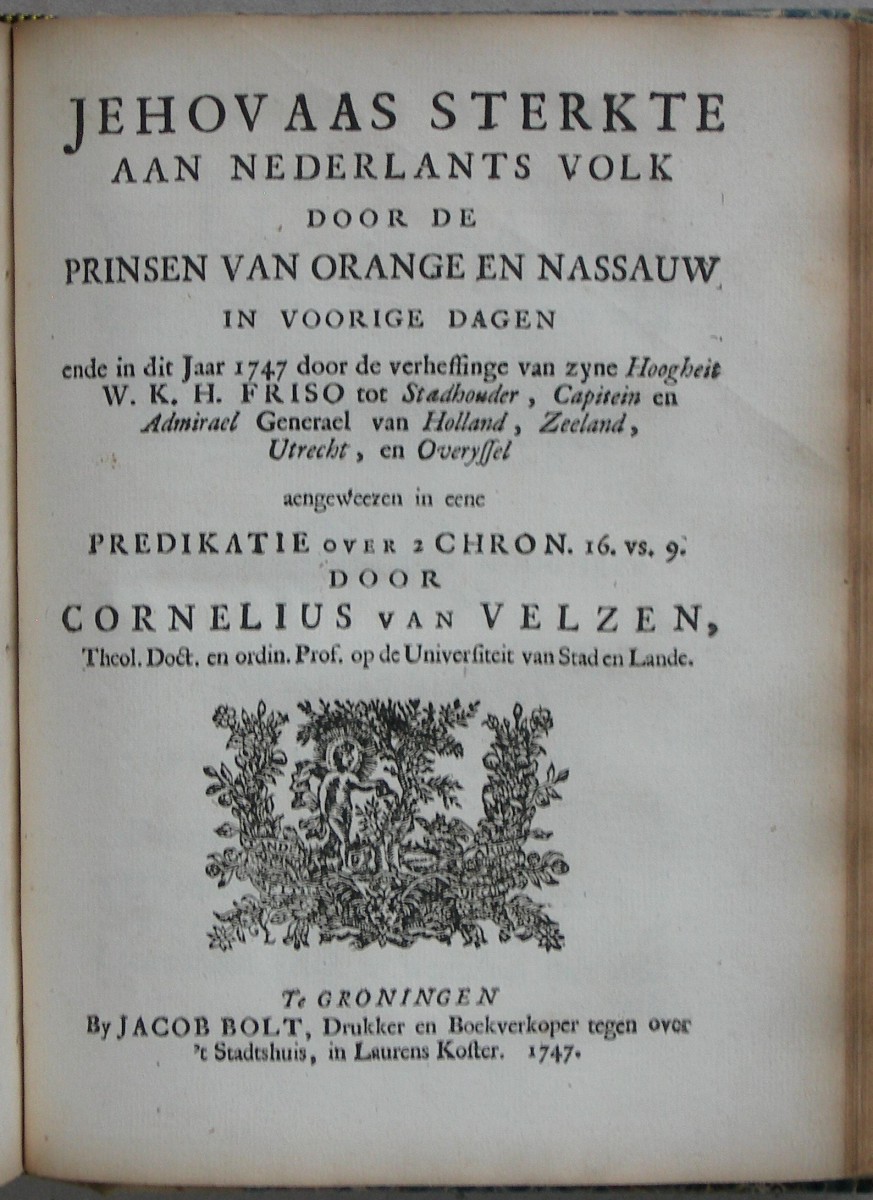 JEHOVAAS STERKTE
AAN NEDERLANTS VOLK
DOOR DE
PRINSEN VAN ORANGE EN NASSAUW
IN VOORIGE DAGEN
ende in dit Jaar 1747 door de verheffinge van zyne Hoogheit
W. K. H. FRISO tot Stadhouder, Capitein en
Admirael Generael van Holland, Zeeland,
Utrecht, en Overyssel
aengeweezen in eene
PREDIKATIE OVER 2 CHRON. 16. vs. 9.
DOOR
CORNELIUS VAN VELZEN,
Theol. Doct. en ordin. Prof. op de Universiteit van Stad en Lande.
Te GRONINGEN
By JACOB BOLT, Drukker en Boekverkoper tegen over
't Stadtshuis, in Laurens Koster. 1747.